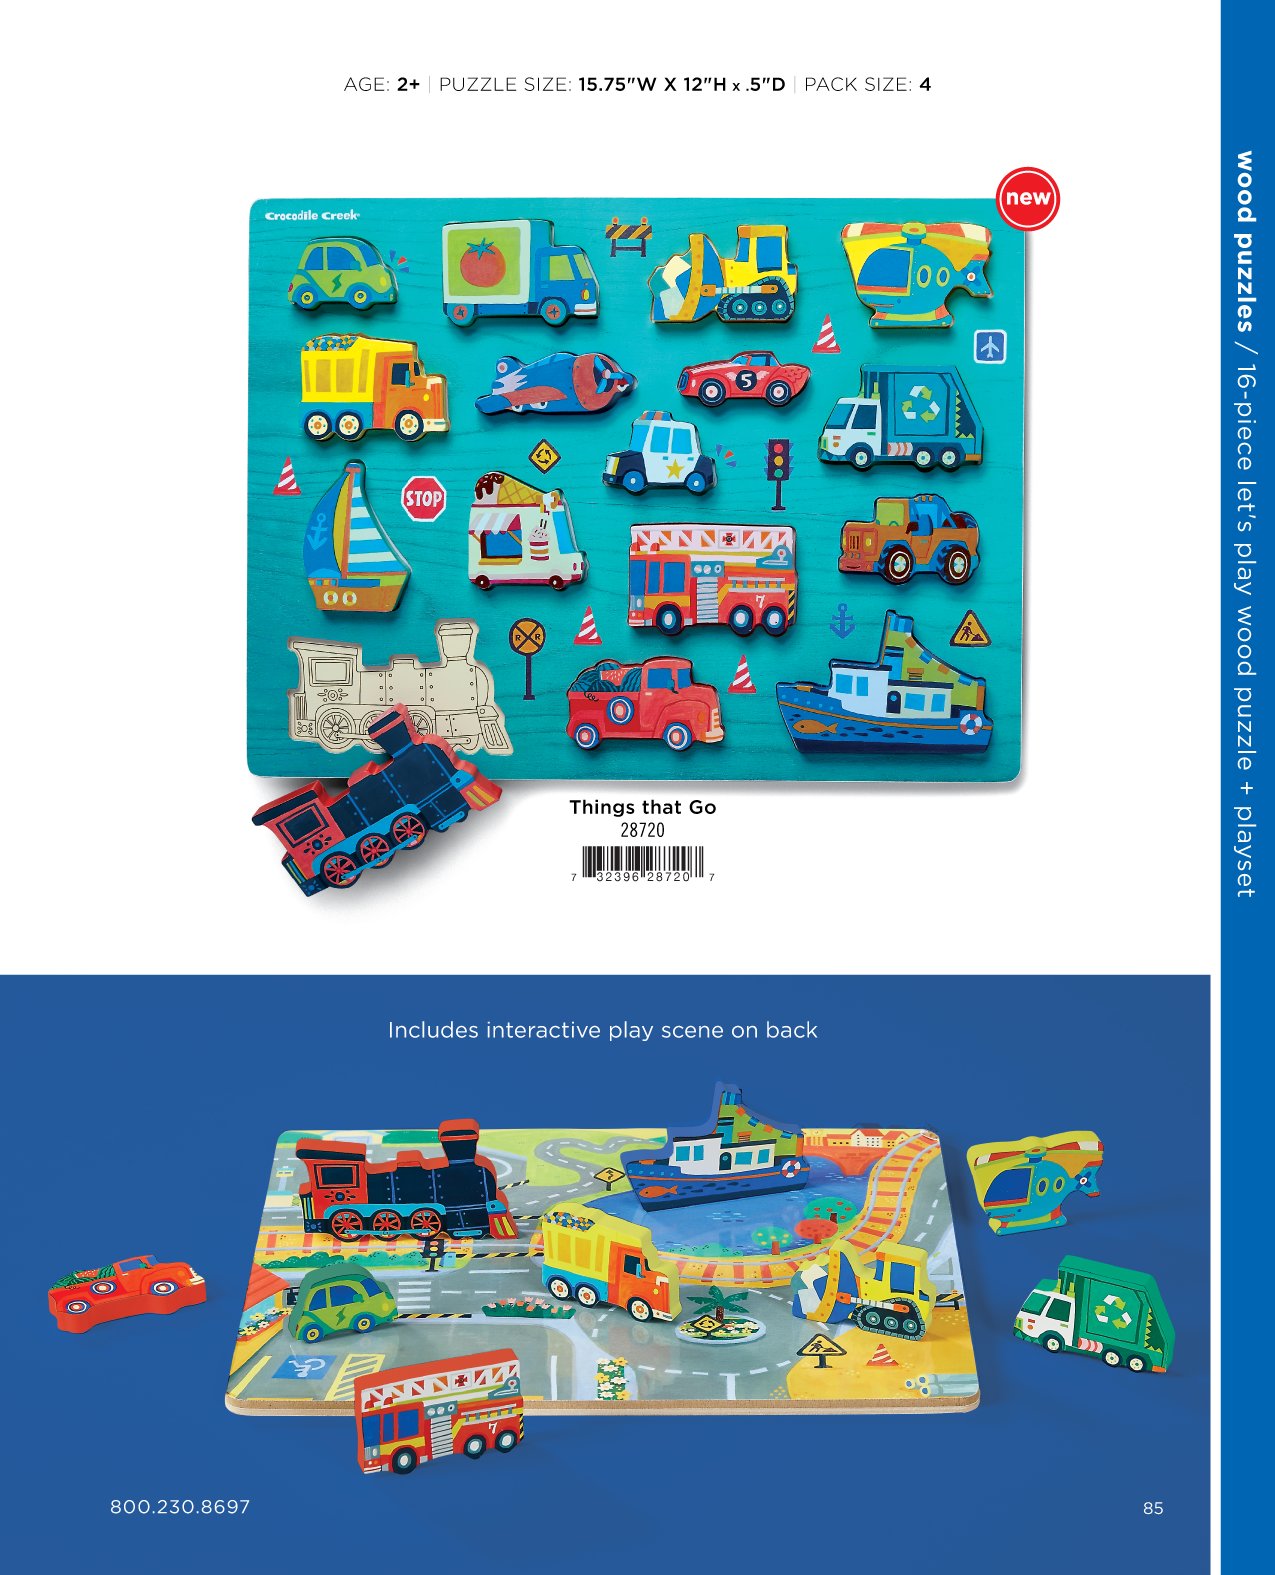 AGE: 2+ | PUZZLE SIZE: 15.75"W X 12"H x .5"D | PACK SIZE: 4
new
Crocodile Creek
5
STOP
7
R R
Things that Go
28720
7 32396 28720 7
wood puzzles / 16-piece let's play wood puzzle + playset
Includes interactive play scene on back
7
800.230.8697
85